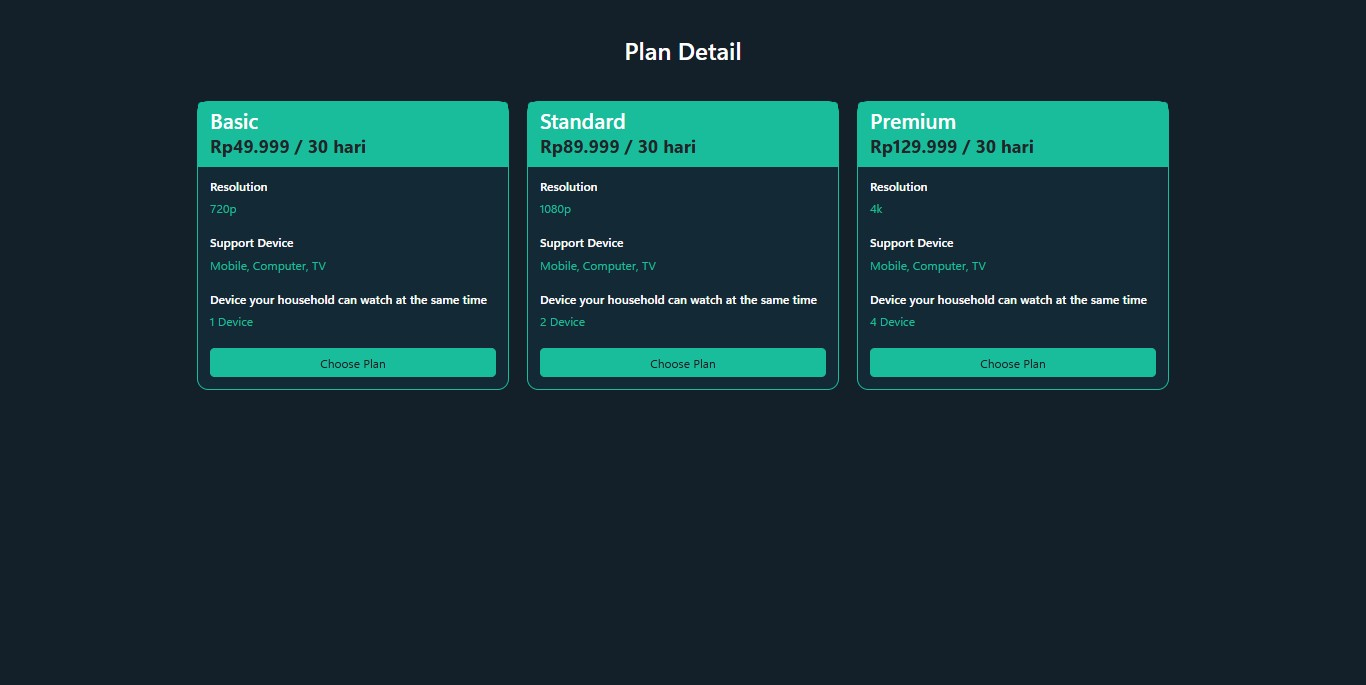 Plan Detail
Basic
Rp49.999 / 30 hari
Resolution
720p
Support Device
Mobile, Computer, TV
Device your household can watch at the same time
1 Device
Choose Plan
Standard
Rp89.999 / 30 hari
Resolution
1080p
Support Device
Mobile, Computer, TV
Device your household can watch at the same time
2 Device
Choose Plan
Premium
Rp129.999 / 30 hari
Resolution
4k
Support Device
Mobile, Computer, TV
Device your household can watch at the same time
4 Device
Choose Plan